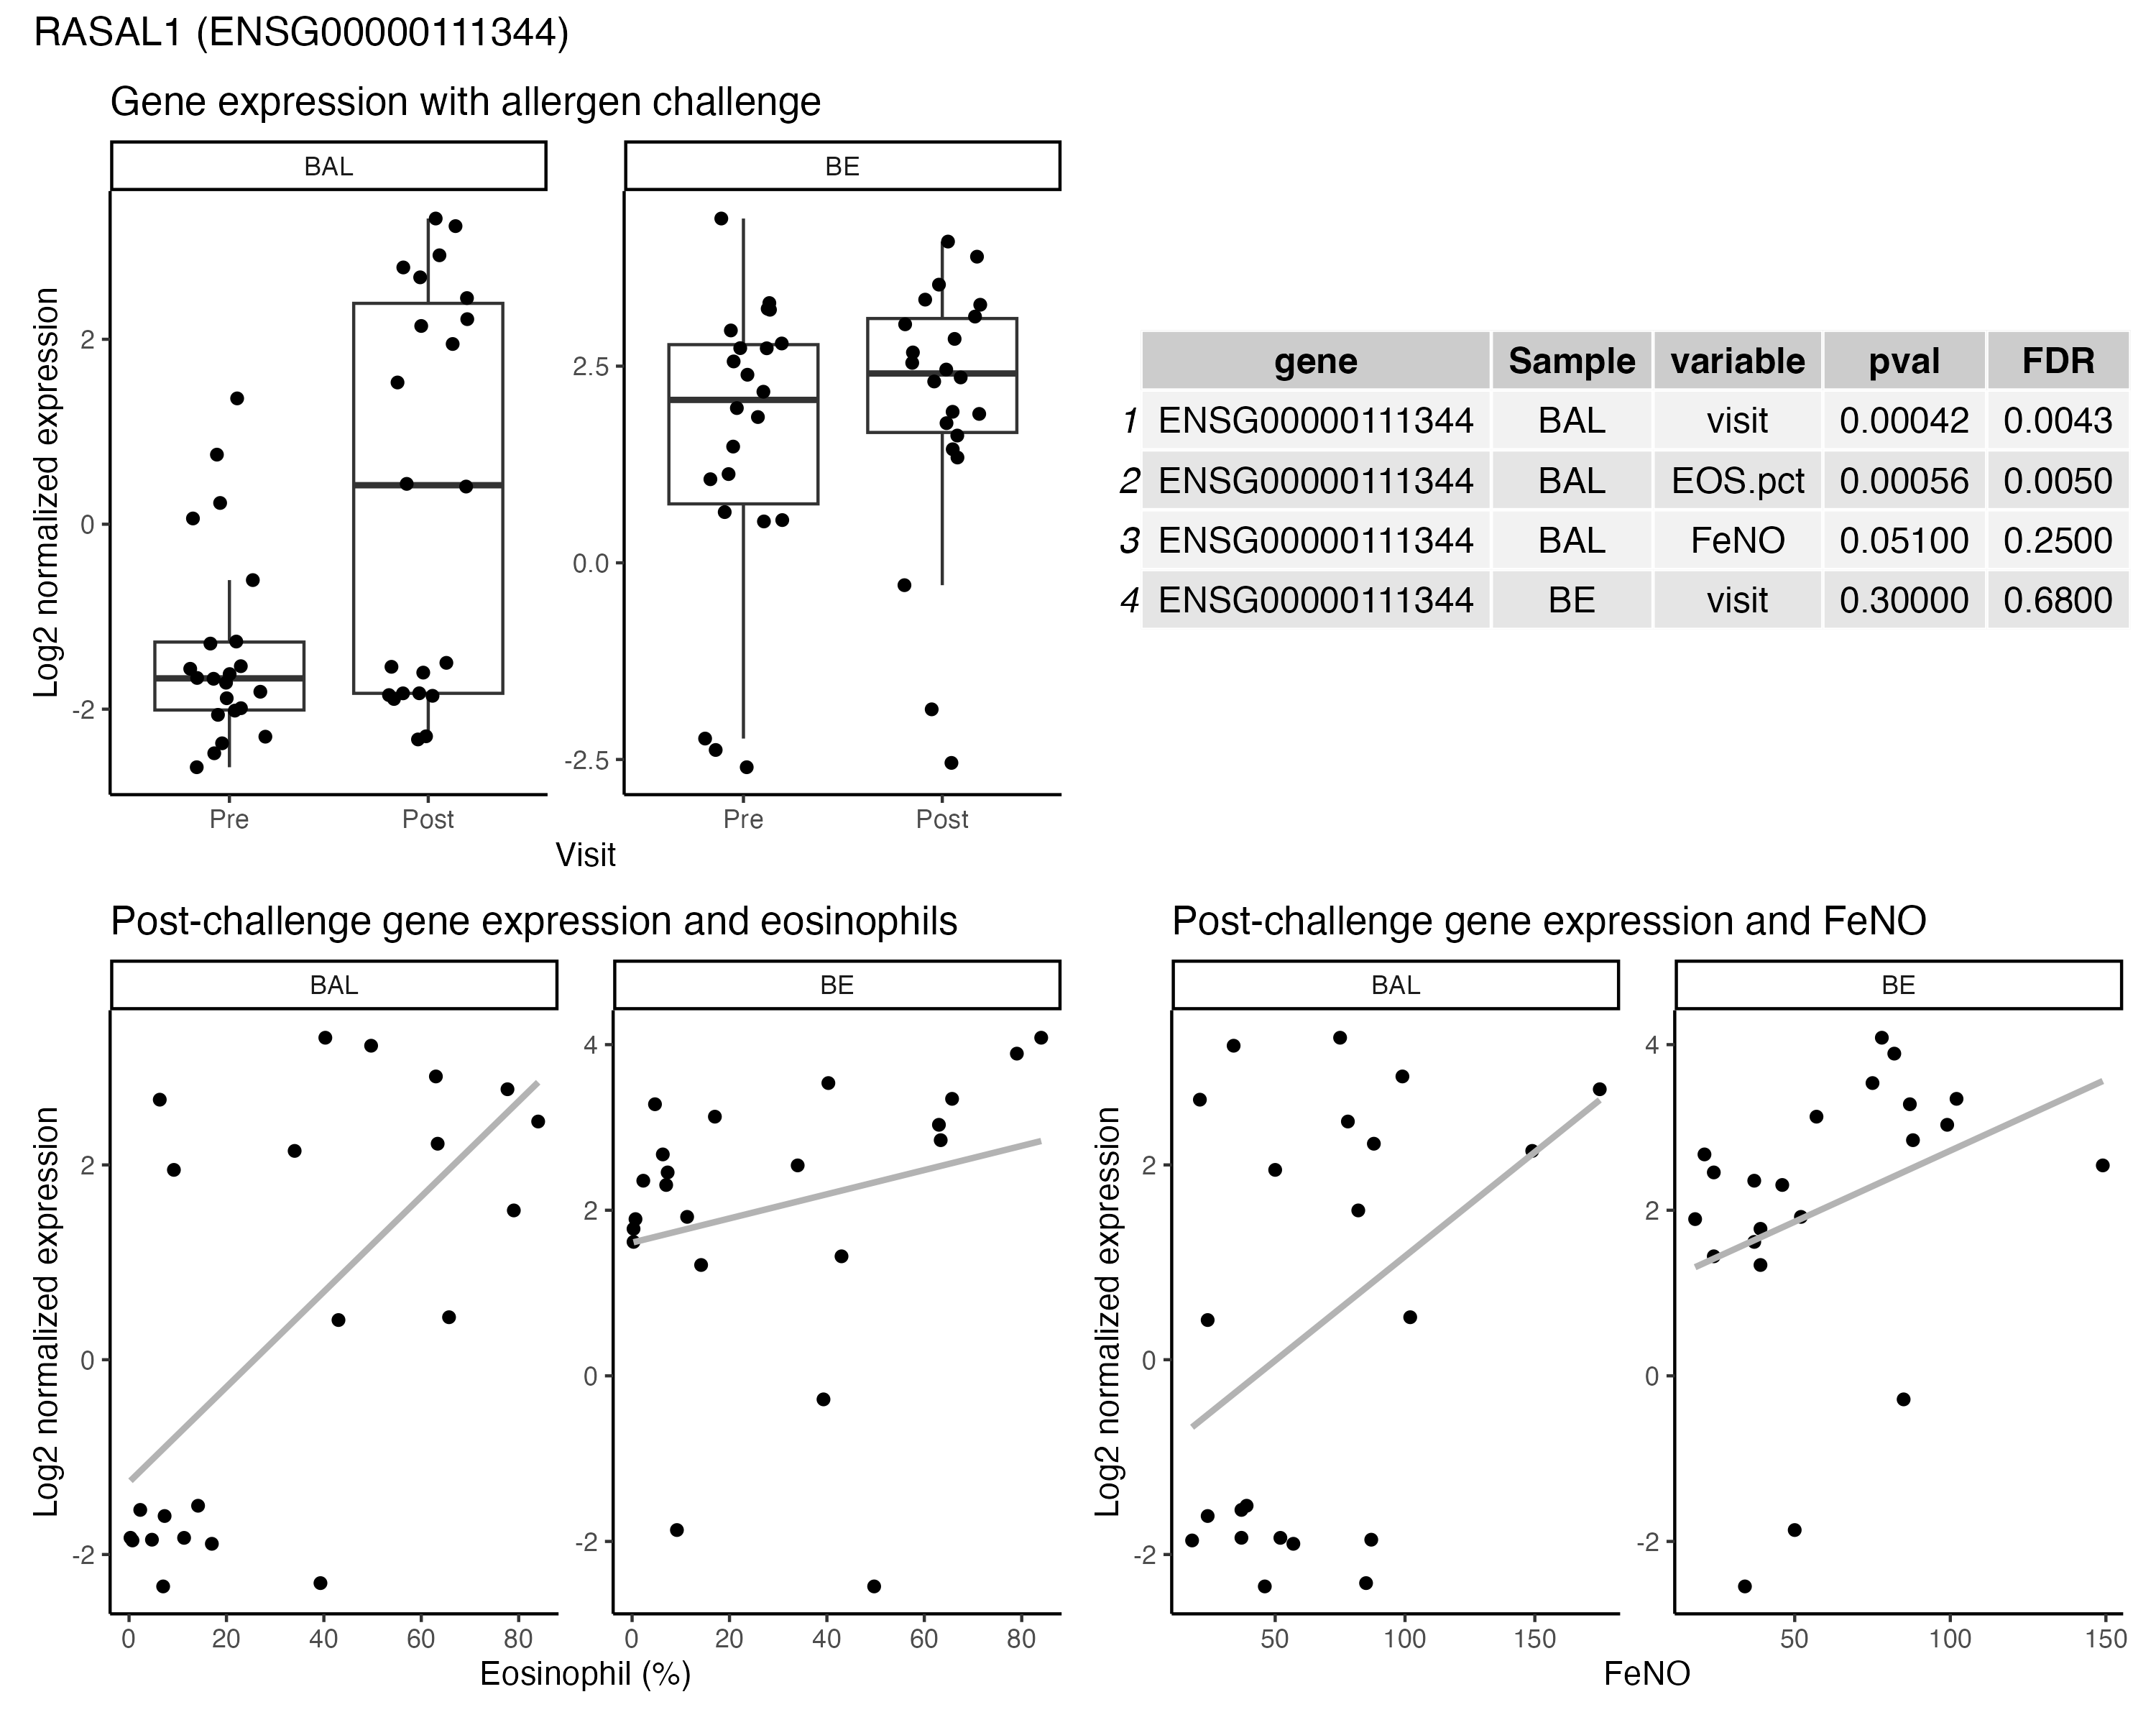 RASAL1 (ENSG00000111344)
Gene expression with allergen challenge
BAL
BE
Log2 normalized expression
2
0
-2
2.5
0.0
-2.5
Pre
Post
Pre
Post
Visit
gene Sample variable pval FDR
1 ENSG00000111344 BAL visit 0.00042 0.0043
2 ENSG00000111344 BAL EOS.pct 0.00056 0.0050
3 ENSG00000111344 BAL FeNO 0.05100 0.2500
4 ENSG00000111344 BE visit 0.30000 0.6800
Post-challenge gene expression and eosinophils
BAL
BE
Log2 normalized expression
2
0
-2
4
2
0
-2
0 20 40 60 80
0 20 40 60 80
Eosinophil (%)
Post-challenge gene expression and FeNO
BAL
BE
Log2 normalized expression
2
0
-2
4
2
0
-2
50 100 150
50 100 150
FeNO